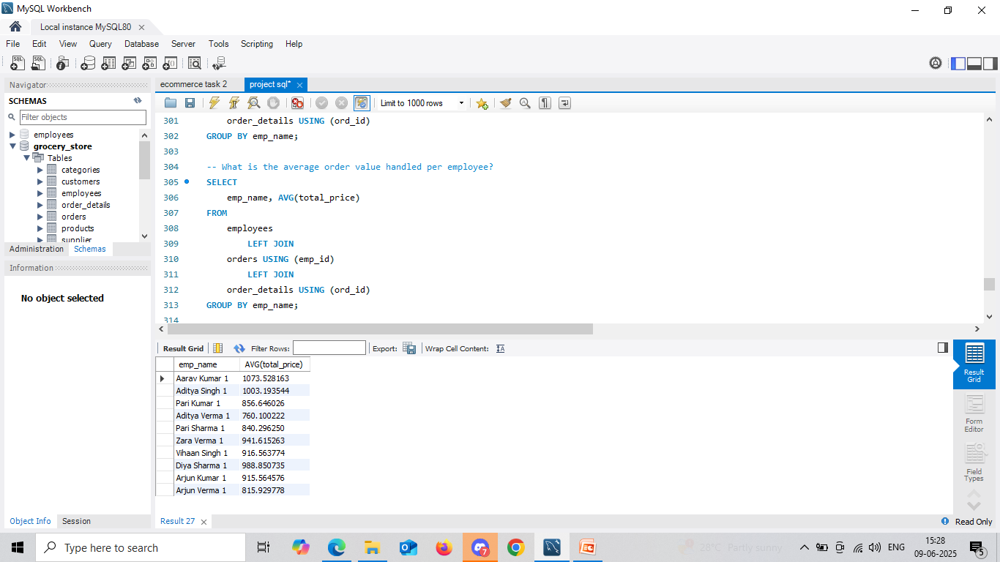 MySQL Workbench
Local instance MySQL80
File Edit View Query Database Server Tools Scripting Help
Navigator
SCHEMAS
Filter objects
employees
grocery_store
Tables
categories
customers
employees
order_details
orders
products
supplier
Administration Schemas
Information
No object selected
Object Info Session
ecommerce task 2 project sql*
Limit to 1000 rows
301 order_details USING (ord_id)
302 GROUP BY emp_name;
303
304 -- What is the average order value handled per employee?
305 SELECT
306 emp_name, AVG(total_price)
307 FROM
308 employees
309 LEFT JOIN
310 orders USING (emp_id)
311 LEFT JOIN
312 order_details USING (ord_id)
313 GROUP BY emp_name;
314
Result Grid Filter Rows: Export: Wrap Cell Content:
emp_name AVG(total_price)
Aarav Kumar 1 1073.528163
Aditya Singh 1 1003.193544
Pari Kumar 1 856.646026
Aditya Verma 1 760.100222
Pari Sharma 1 840.296250
Zara Verma 1 941.615263
Vihaan Singh 1 916.563774
Diya Sharma 1 988.850735
Arjun Kumar 1 915.564576
Arjun Verma 1 815.929778
Result
Grid
Form
Editor
Field
Types
Result 27
Read Only
Type here to search
28°C Partly sunny
ENG
15:28
09-06-2025
7
5